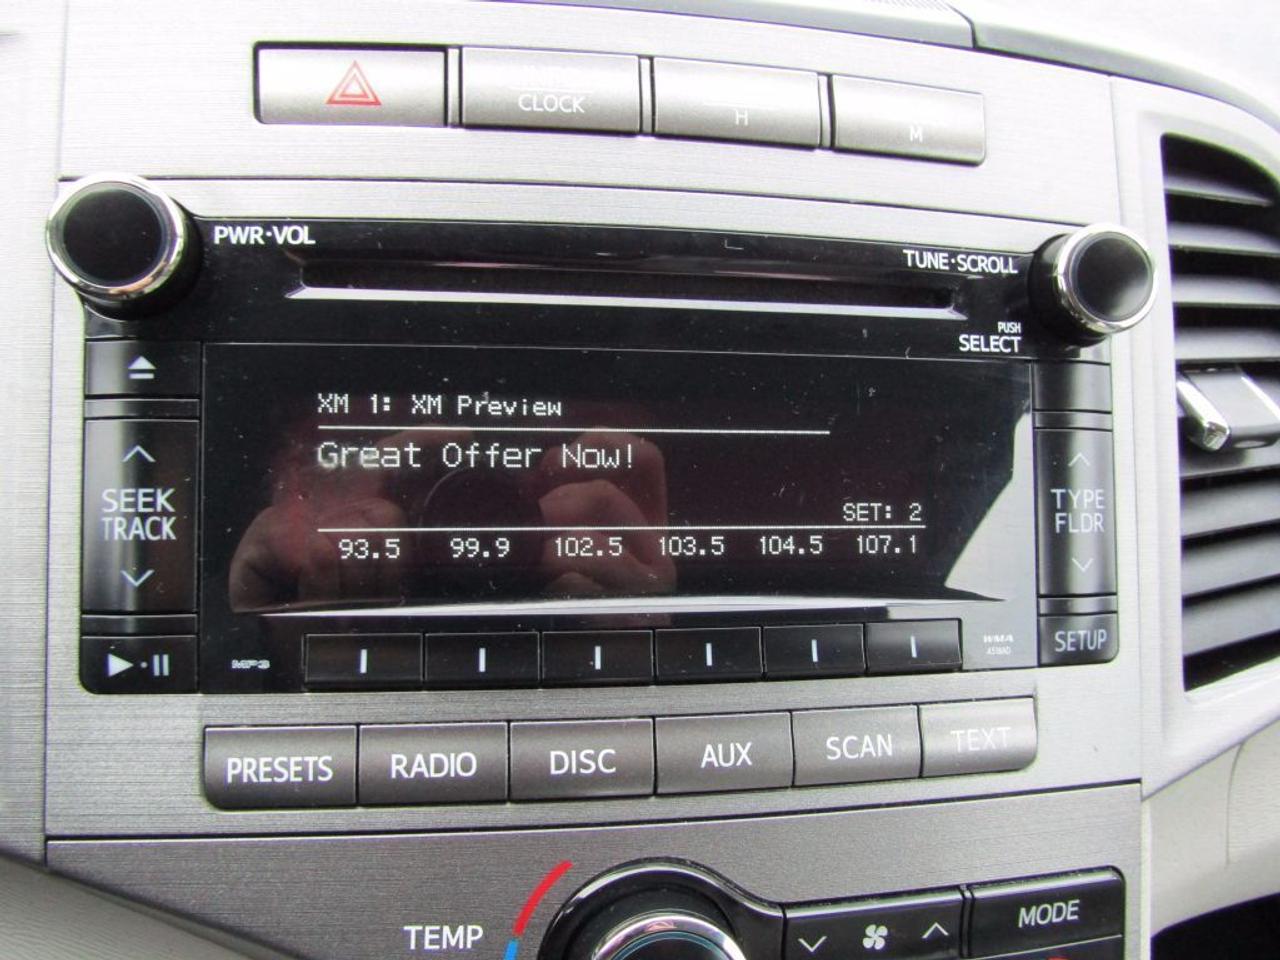 CLOCK
H
M
PWR·VOL
TUNE·SCROLL
PUSH
SELECT
XM 1: XM Preview
Great Offer Now!
SEEK
TRACK
TYPE
FLDR
SET: 2
93.5 99.9 102.5 103.5 104.5 107.1
MP3
WMA
SETUP
PRESETS
RADIO
DISC
AUX
SCAN
TEXT
TEMP
MODE